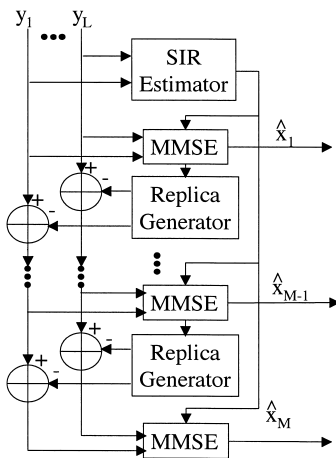 y1 yL
SIR
Estimator
MMSE
x̂1
+
-
Replica
Generator
+
-
MMSE
x̂M-1
+
-
Replica
Generator
+
-
x̂M
MMSE